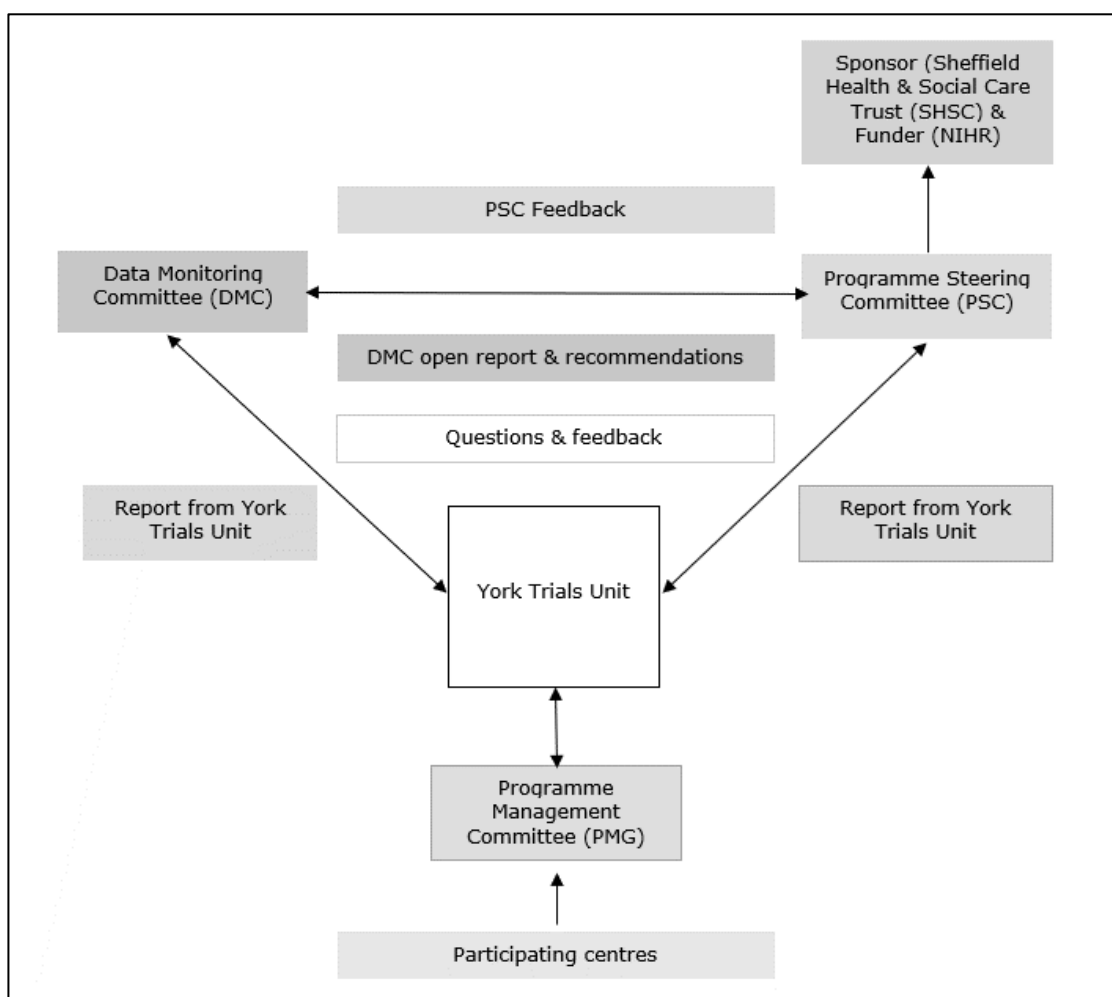 Sponsor (Sheffield
Health & Social Care
Trust (SHSC) &
Funder (NIHR)
PSC Feedback
Data Monitoring
Committee (DMC)
Programme Steering
Committee (PSC)
DMC open report & recommendations
Questions & feedback
Report from York
Trials Unit
Report from York
Trials Unit
York Trials Unit
Programme
Management
Committee (PMG)
Participating centres